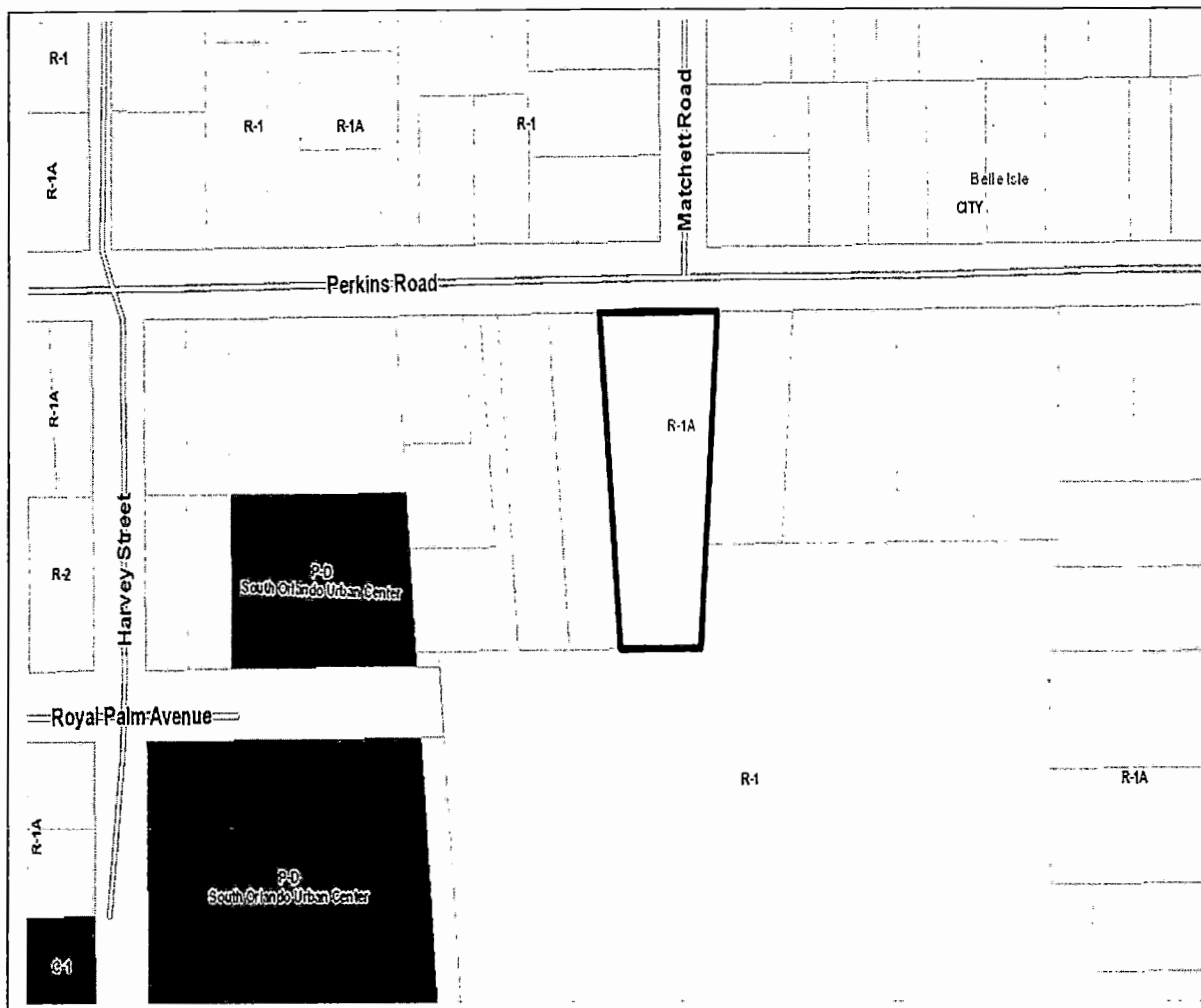 R-1
R-1
R-1A
R-1
R-1A
Matchett Road
Belle Isle
CITY
Perkins Road
R-1A
R-1A
Harvey Street
R-2
P-D
South Orlando Urban Center
Royal Palm Avenue
R-1
R-1A
R-1A
P-D
South Orlando Urban Center
C-1